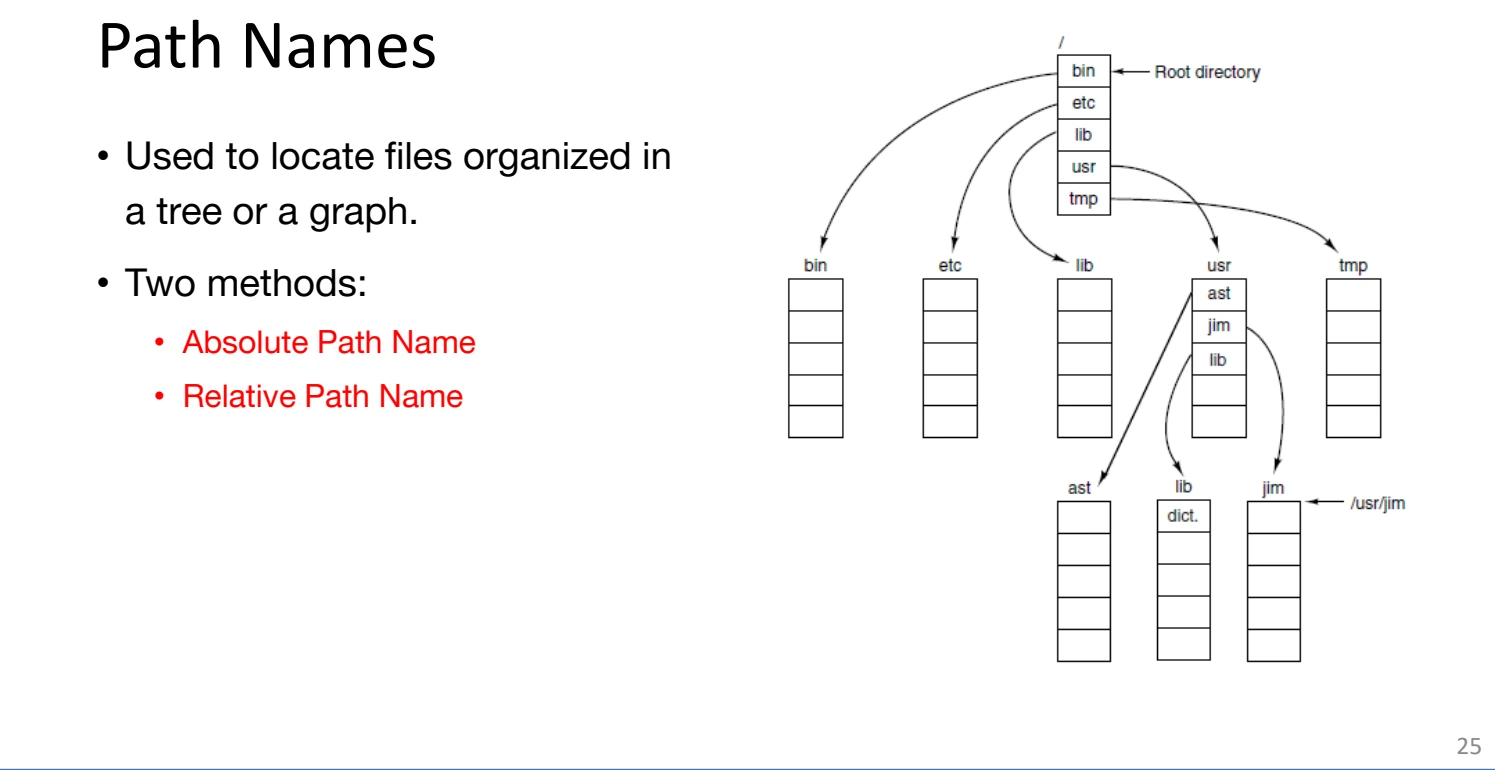 Path Names
• Used to locate files organized in
a tree or a graph.
• Two methods:
• Absolute Path Name
• Relative Path Name
/
bin
Root directory
etc
lib
usr
tmp
bin
etc
lib
usr
tmp
ast
jim
lib
ast
lib
jim
/usr/jim
dict.
25